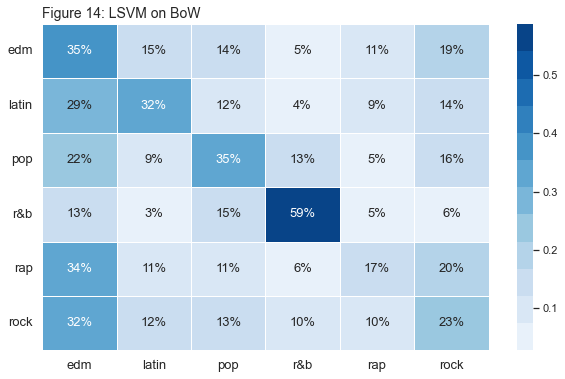 Figure 14: LSVM on BoW
edm 35% 15% 14% 5% 11% 19%
latin 29% 32% 12% 4% 9% 14%
pop 22% 9% 35% 13% 5% 16%
r&b 13% 3% 15% 59% 5% 6%
rap 34% 11% 11% 6% 17% 20%
rock 32% 12% 13% 10% 10% 23%
edm latin pop r&b rap rock
0.5
0.4
0.3
0.2
0.1